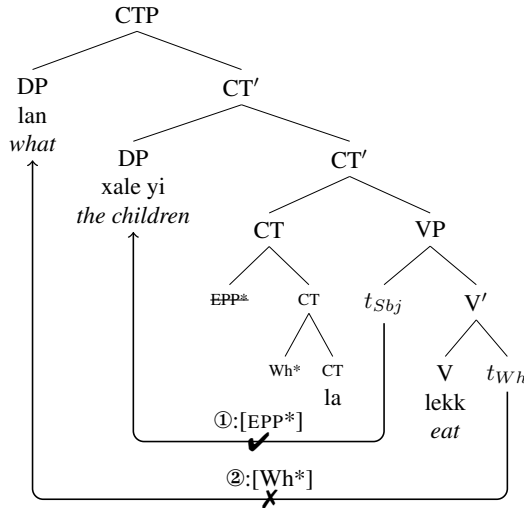 CTP
DP CT′
lan
what
DP CT′
xale yi
the children
CT VP
EPP* CT t_Sbj V′
Wh* CT V t_Wh
la lekk
eat
①:[EPP*]
✔
②:[Wh*]
✗